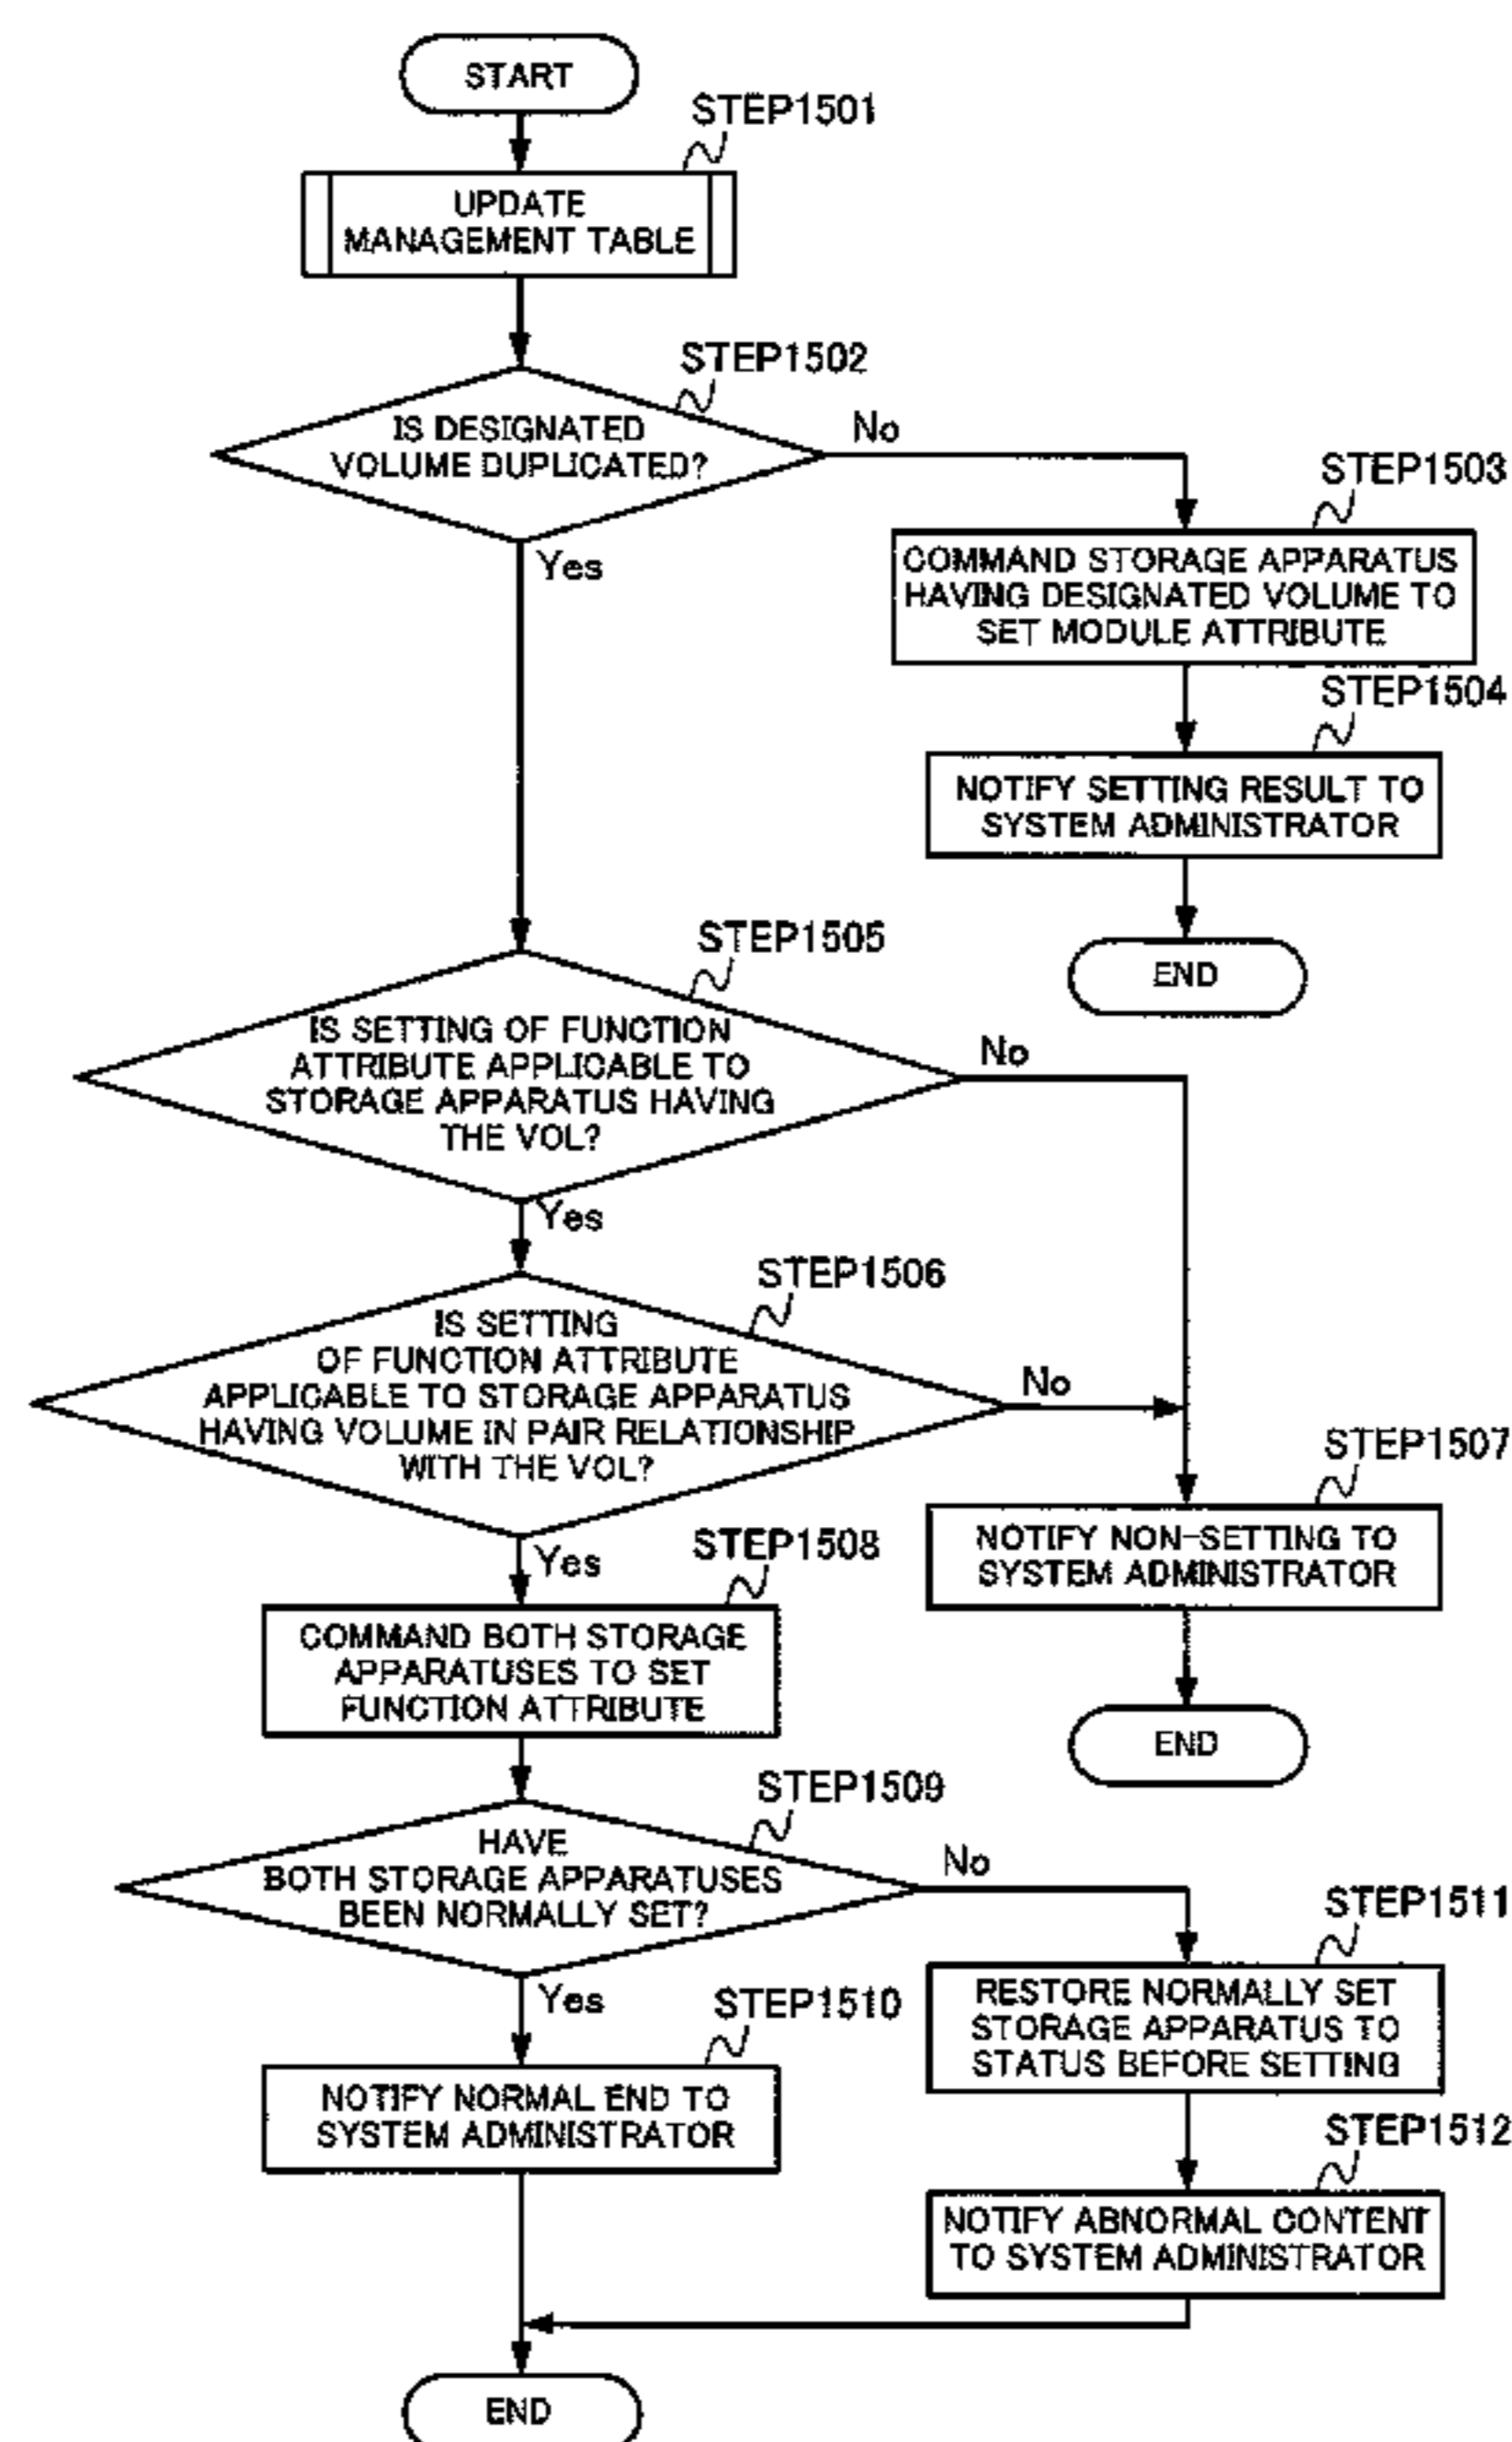 START
STEP1501
UPDATE
MANAGEMENT TABLE
STEP1502
IS DESIGNATED
VOLUME DUPLICATED?
No
Yes
STEP1503
COMMAND STORAGE APPARATUS
HAVING DESIGNATED VOLUME TO
SET MODULE ATTRIBUTE
STEP1504
NOTIFY SETTING RESULT TO
SYSTEM ADMINISTRATOR
END
STEP1505
IS SETTING OF FUNCTION
ATTRIBUTE APPLICABLE TO
STORAGE APPARATUS HAVING
THE VOL?
No
Yes
STEP1506
IS SETTING
OF FUNCTION ATTRIBUTE
APPLICABLE TO STORAGE APPARATUS
HAVING VOLUME IN PAIR RELATIONSHIP
WITH THE VOL?
No
Yes
STEP1507
NOTIFY NON-SETTING TO
SYSTEM ADMINISTRATOR
END
STEP1508
COMMAND BOTH STORAGE
APPARATUSES TO SET
FUNCTION ATTRIBUTE
STEP1509
HAVE
BOTH STORAGE APPARATUSES
BEEN NORMALLY SET?
No
Yes
STEP1510
NOTIFY NORMAL END TO
SYSTEM ADMINISTRATOR
STEP1511
RESTORE NORMALLY SET
STORAGE APPARATUS TO
STATUS BEFORE SETTING
STEP1512
NOTIFY ABNORMAL CONTENT
TO SYSTEM ADMINISTRATOR
END